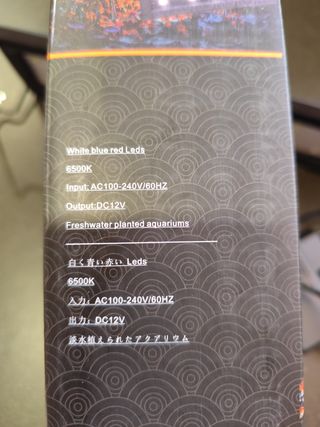 White blue red Leds
6500K
Input: AC100-240V/60HZ
Output:DC12V
Freshwater planted aquariums
白く青い赤い Leds
6500K
入力：AC100-240V/60HZ
出力：DC12V
淡水植えられたアクアリウム